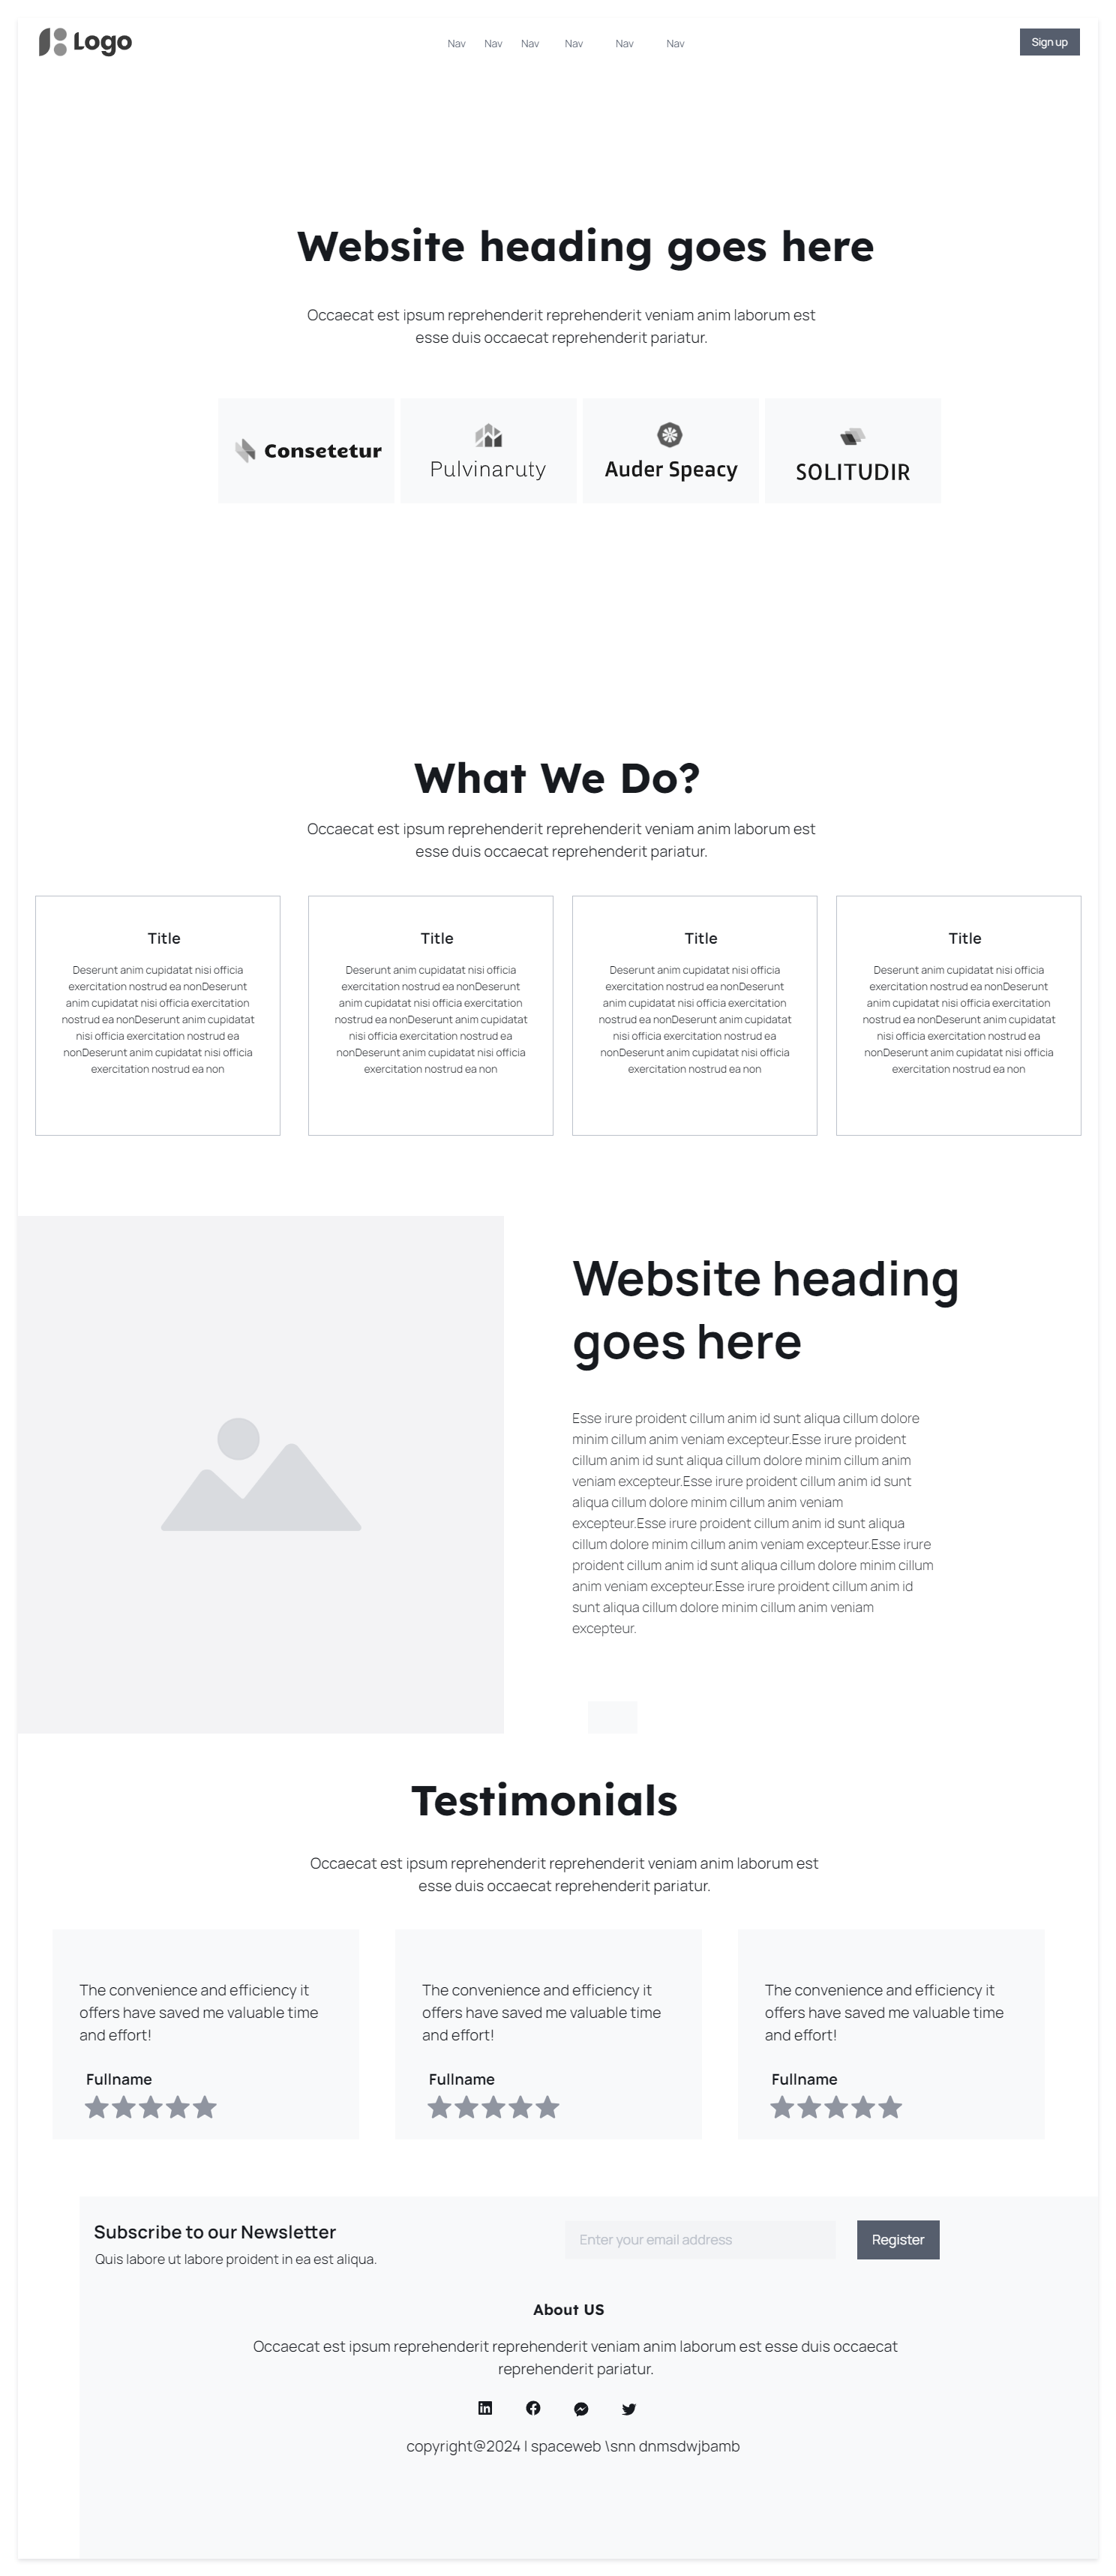 Logo
Nav Nav Nav Nav Nav Nav
Sign up
Website heading goes here
Occaecat est ipsum reprehenderit reprehenderit veniam anim laborum est
esse duis occaecat reprehenderit pariatur.
Consetetur
Pulvinaruty
Auder Speacy
SOLITUDIR
What We Do?
Occaecat est ipsum reprehenderit reprehenderit veniam anim laborum est
esse duis occaecat reprehenderit pariatur.
Title
Deserunt anim cupidatat nisi officia
exercitation nostrud ea nonDeserunt
anim cupidatat nisi officia exercitation
nostrud ea nonDeserunt anim cupidatat
nisi officia exercitation nostrud ea
nonDeserunt anim cupidatat nisi officia
exercitation nostrud ea non
Title
Deserunt anim cupidatat nisi officia
exercitation nostrud ea nonDeserunt
anim cupidatat nisi officia exercitation
nostrud ea nonDeserunt anim cupidatat
nisi officia exercitation nostrud ea
nonDeserunt anim cupidatat nisi officia
exercitation nostrud ea non
Title
Deserunt anim cupidatat nisi officia
exercitation nostrud ea nonDeserunt
anim cupidatat nisi officia exercitation
nostrud ea nonDeserunt anim cupidatat
nisi officia exercitation nostrud ea
nonDeserunt anim cupidatat nisi officia
exercitation nostrud ea non
Title
Deserunt anim cupidatat nisi officia
exercitation nostrud ea nonDeserunt
anim cupidatat nisi officia exercitation
nostrud ea nonDeserunt anim cupidatat
nisi officia exercitation nostrud ea
nonDeserunt anim cupidatat nisi officia
exercitation nostrud ea non
Website heading
goes here
Esse irure proident cillum anim id sunt aliqua cillum dolore
minim cillum anim veniam excepteur.Esse irure proident
cillum anim id sunt aliqua cillum dolore minim cillum anim
veniam excepteur.Esse irure proident cillum anim id sunt
aliqua cillum dolore minim cillum anim veniam
excepteur.Esse irure proident cillum anim id sunt aliqua
cillum dolore minim cillum anim veniam excepteur.Esse irure
proident cillum anim id sunt aliqua cillum dolore minim cillum
anim veniam excepteur.Esse irure proident cillum anim id
sunt aliqua cillum dolore minim cillum anim veniam
excepteur.
Testimonials
Occaecat est ipsum reprehenderit reprehenderit veniam anim laborum est
esse duis occaecat reprehenderit pariatur.
The convenience and efficiency it
offers have saved me valuable time
and effort!
Fullname
The convenience and efficiency it
offers have saved me valuable time
and effort!
Fullname
The convenience and efficiency it
offers have saved me valuable time
and effort!
Fullname
Subscribe to our Newsletter
Quis labore ut labore proident in ea est aliqua.
Enter your email address
Register
About US
Occaecat est ipsum reprehenderit reprehenderit veniam anim laborum est esse duis occaecat
reprehenderit pariatur.
copyright@2024 | spaceweb \snn dnmsdwjbamb